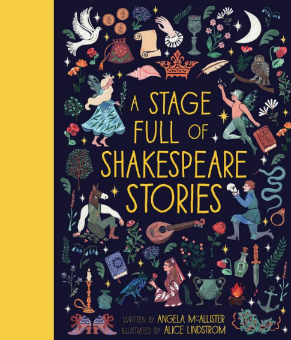 A STAGE
FULL OF
SHAKESPEARE
STORIES
WRITTEN BY ANGELA McALLISTER
ILLUSTRATED BY ALICE LINDSTROM